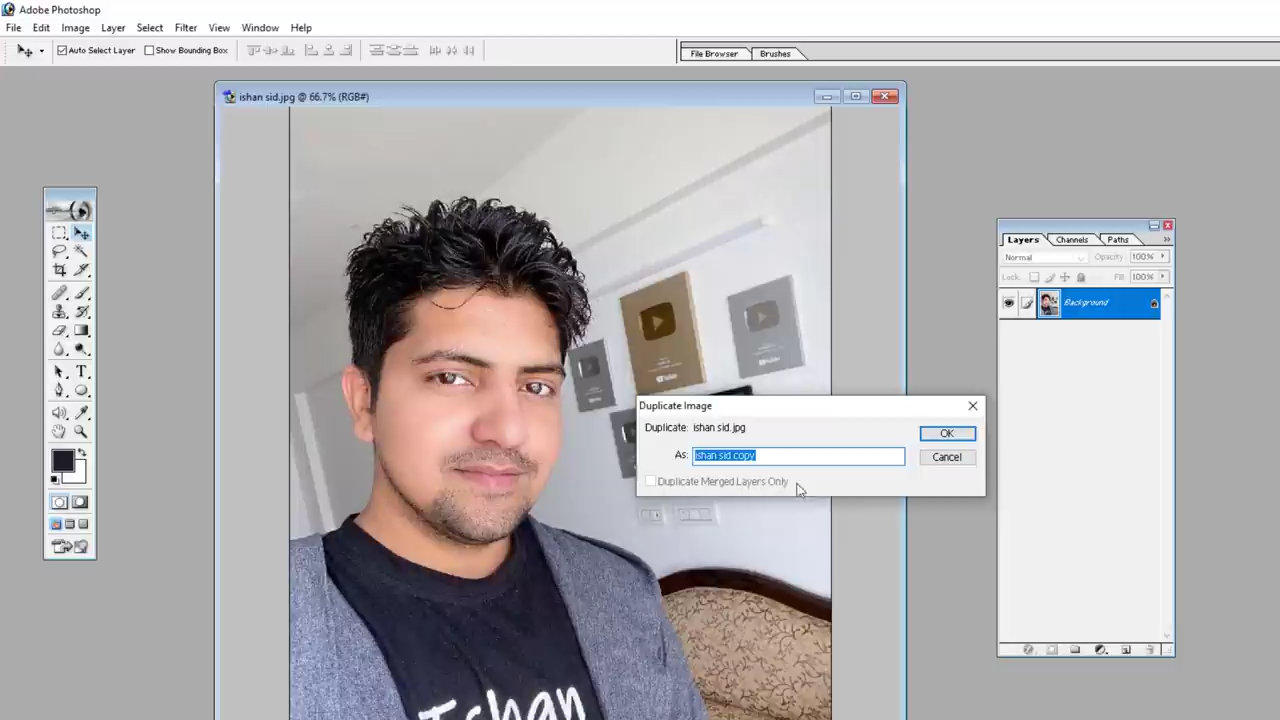 Adobe Photoshop
File Edit Image Layer Select Filter View Window Help
Auto Select Layer Show Bounding Box
File Browser Brushes
ishan sid.jpg @ 66.7% (RGB#)
Layers Channels Paths
Normal Opacity: 100%
Lock: Fill: 100%
Background
Duplicate Image
Duplicate: ishan sid.jpg
OK
As: ishan sid copy
Cancel
Duplicate Merged Layers Only
T
Ishan